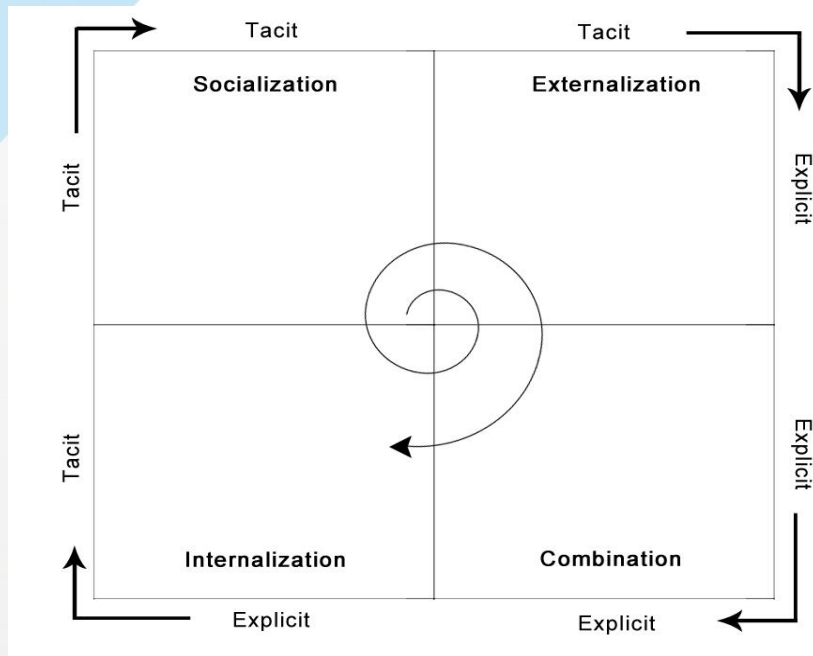 Tacit
Tacit
Socialization
Externalization
Tacit
Explicit
Tacit
Explicit
Internalization
Combination
Explicit
Explicit